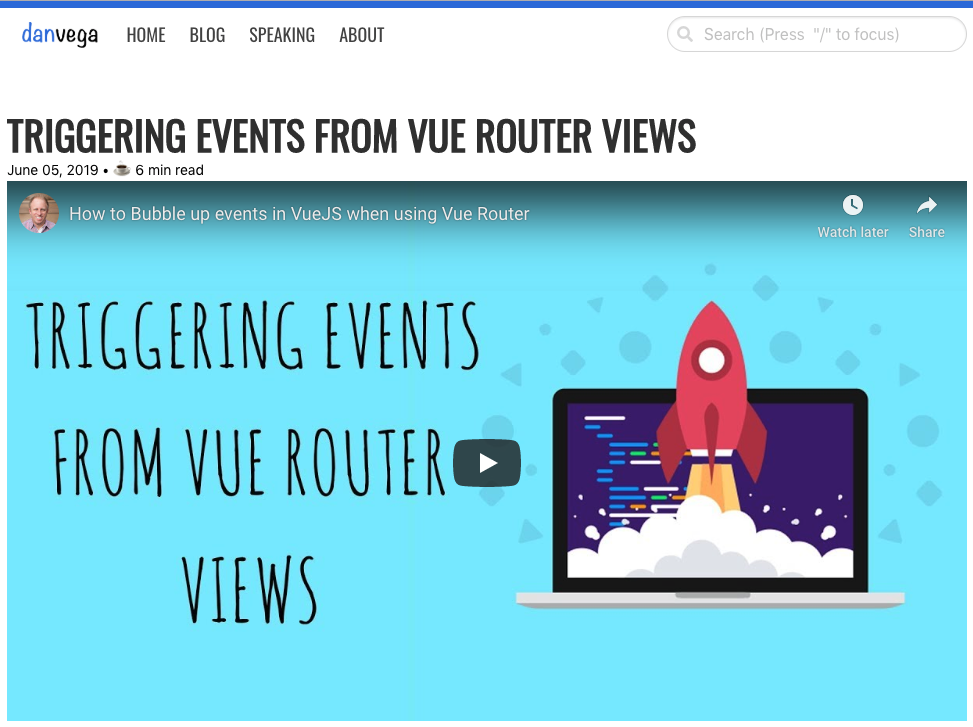 danvega HOME BLOG SPEAKING ABOUT Search (Press "/" to focus)
TRIGGERING EVENTS FROM VUE ROUTER VIEWS
June 05, 2019 • ☕ 6 min read
How to Bubble up events in VueJS when using Vue Router
Watch later Share
TRIGGERING EVENTS
FROM VUE ROUTER
VIEWS